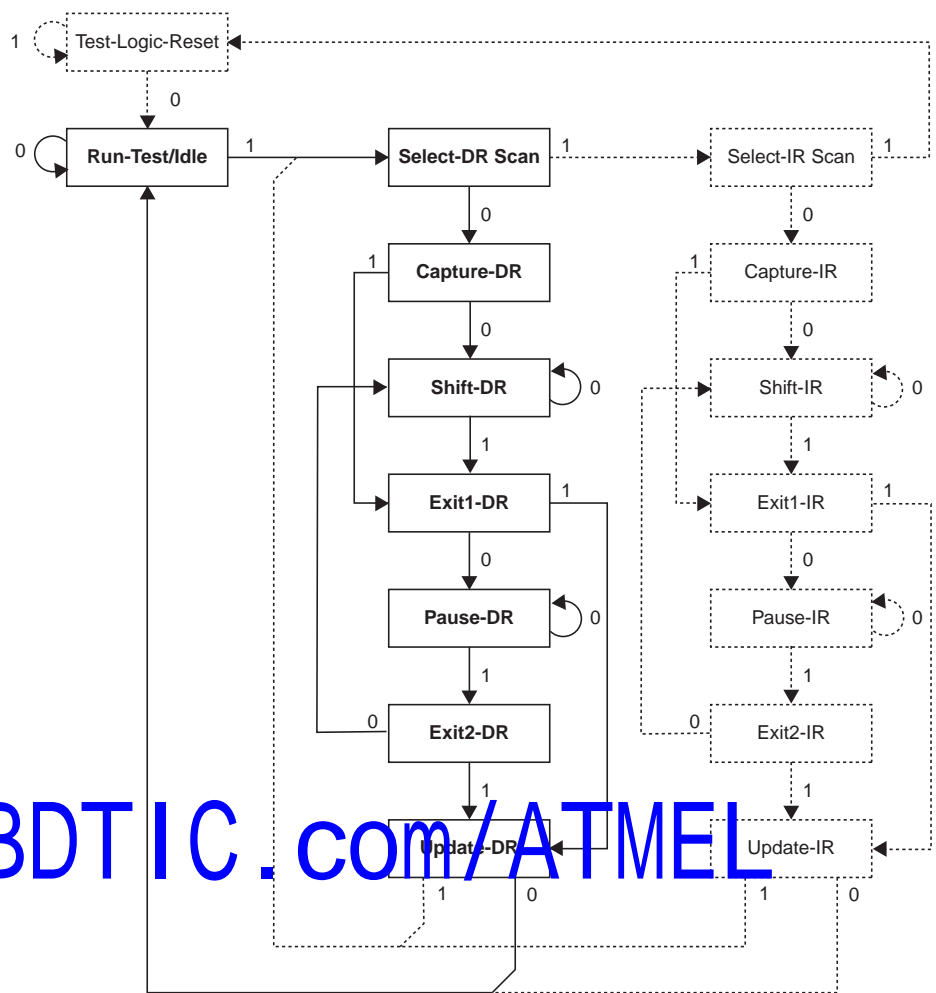 1 Test-Logic-Reset
0
0 Run-Test/Idle 1 Select-DR Scan 1 Select-IR Scan 1
0 0
1 Capture-DR 1 Capture-IR
0 0
Shift-DR 0 Shift-IR 0
1 1
Exit1-DR 1 Exit1-IR 1
0 0
Pause-DR 0 Pause-IR 0
1 1
0 Exit2-DR 0 Exit2-IR
1 1
BDTIC.com/ATMEL
Update-DR Update-IR
1 0 1 0